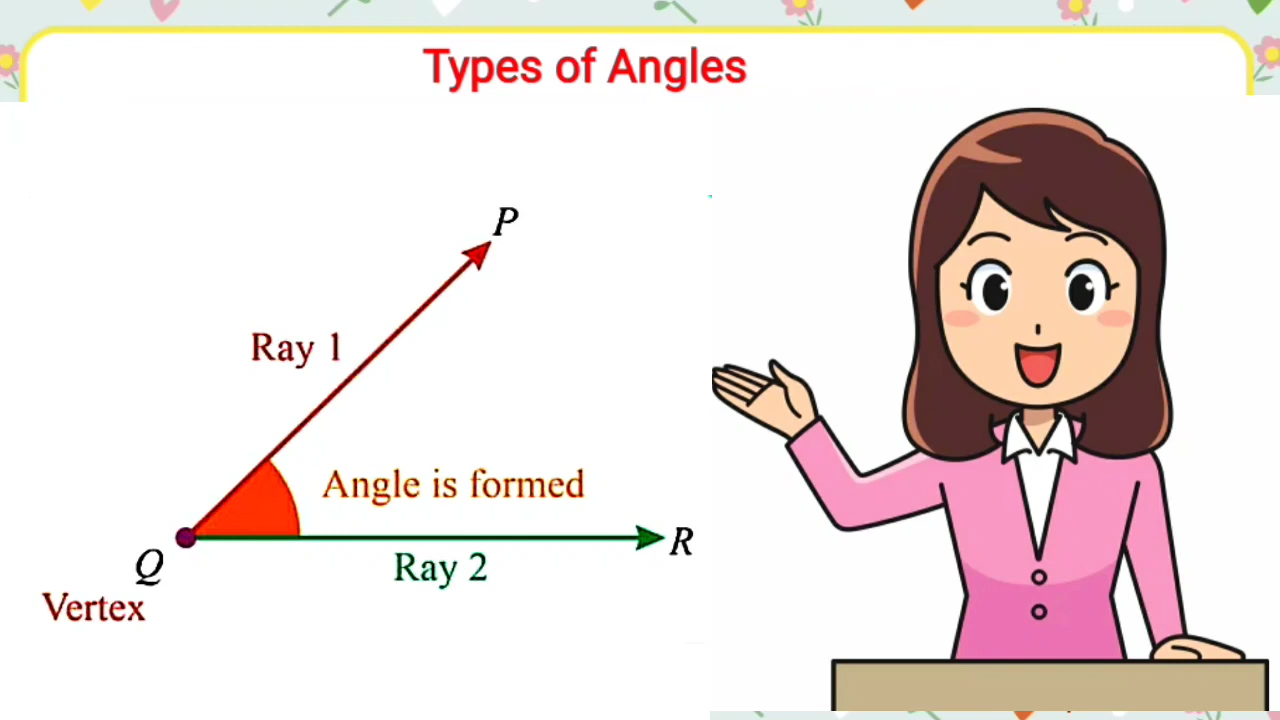 Types of Angles
P
Ray 1
Angle is formed
R
Ray 2
Q
Vertex